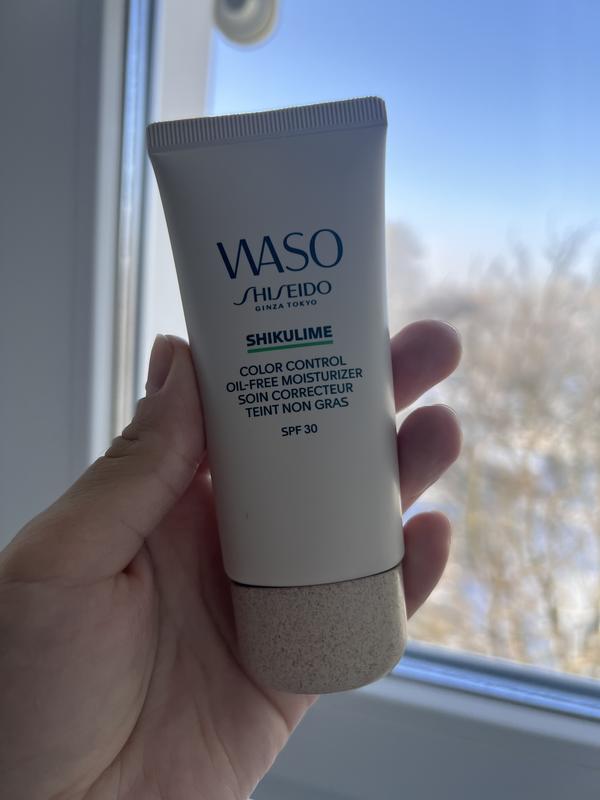 WASO
SHISEIDO
GINZA TOKYO
SHIKULIME
COLOR CONTROL
OIL-FREE MOISTURIZER
SOIN CORRECTEUR
TEINT NON GRAS
SPF 30